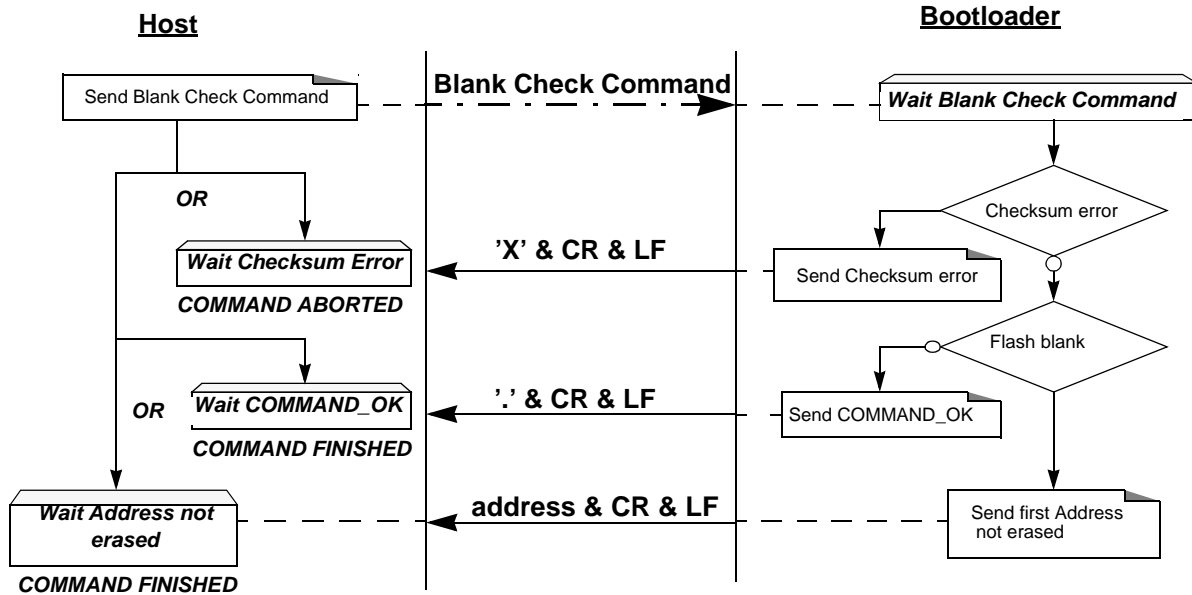 Host
Bootloader
Send Blank Check Command
Blank Check Command
Wait Blank Check Command
OR
Checksum error
Wait Checksum Error
'X' & CR & LF
Send Checksum error
COMMAND ABORTED
Flash blank
OR
Wait COMMAND_OK
'.' & CR & LF
Send COMMAND_OK
COMMAND FINISHED
Wait Address not
erased
address & CR & LF
Send first Address
not erased
COMMAND FINISHED